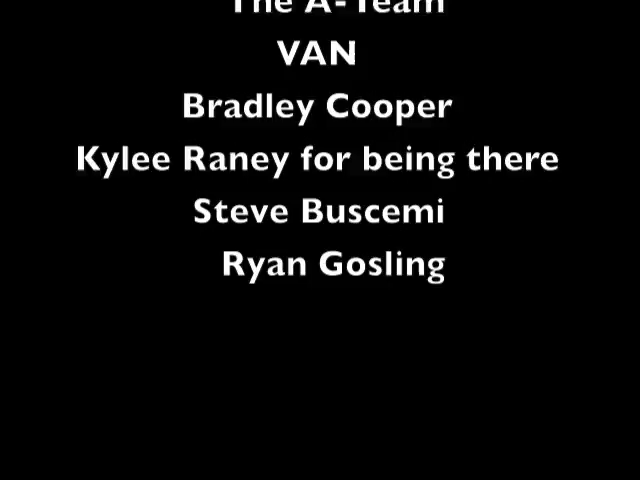 The A-Team
VAN
Bradley Cooper
Kylee Raney for being there
Steve Buscemi
Ryan Gosling